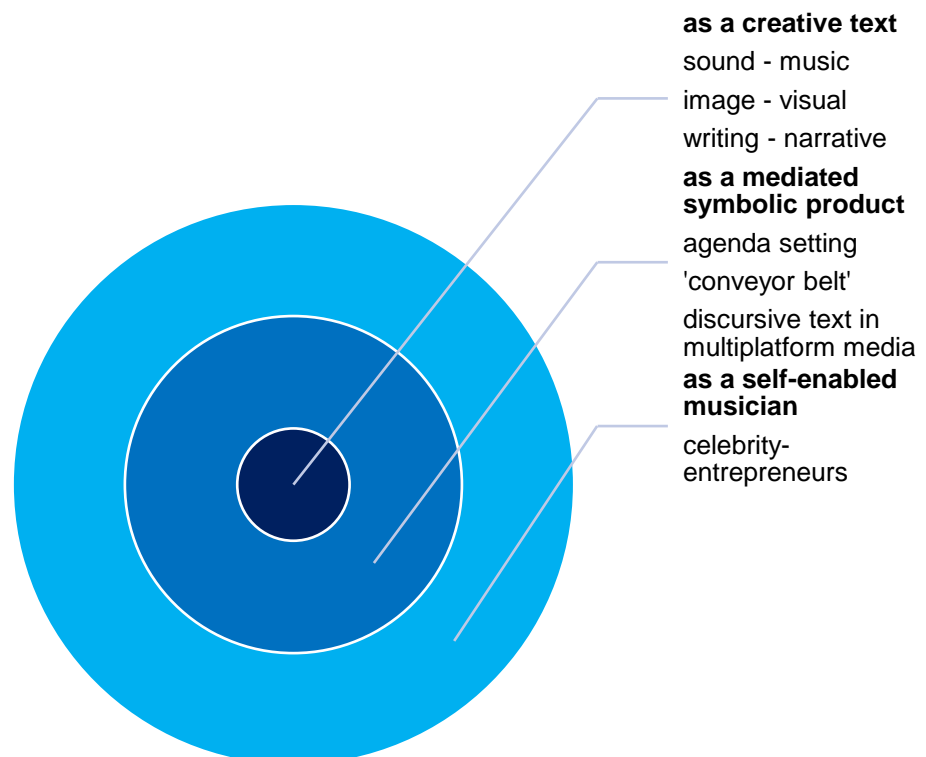 as a creative text
sound - music
image - visual
writing - narrative
as a mediated
symbolic product
agenda setting
'conveyor belt'
discursive text in
multiplatform media
as a self-enabled
musician
celebrity-
entrepreneurs